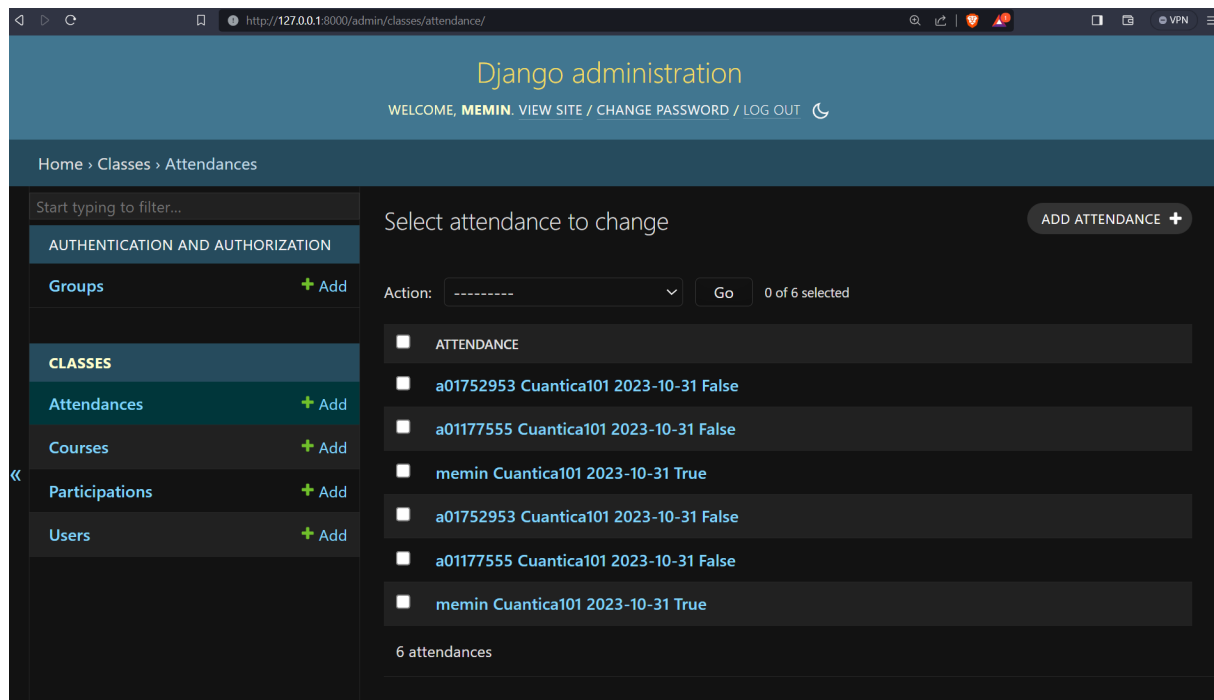 http://127.0.0.1:8000/admin/classes/attendance/
VPN
Django administration
WELCOME, MEMIN. VIEW SITE / CHANGE PASSWORD / LOG OUT
Home › Classes › Attendances
Start typing to filter...
AUTHENTICATION AND AUTHORIZATION
Groups + Add
CLASSES
Attendances + Add
Courses + Add
Participations + Add
Users + Add
«
Select attendance to change
ADD ATTENDANCE +
Action: --------- Go 0 of 6 selected
ATTENDANCE
a01752953 Cuantica101 2023-10-31 False
a01177555 Cuantica101 2023-10-31 False
memin Cuantica101 2023-10-31 True
a01752953 Cuantica101 2023-10-31 False
a01177555 Cuantica101 2023-10-31 False
memin Cuantica101 2023-10-31 True
6 attendances